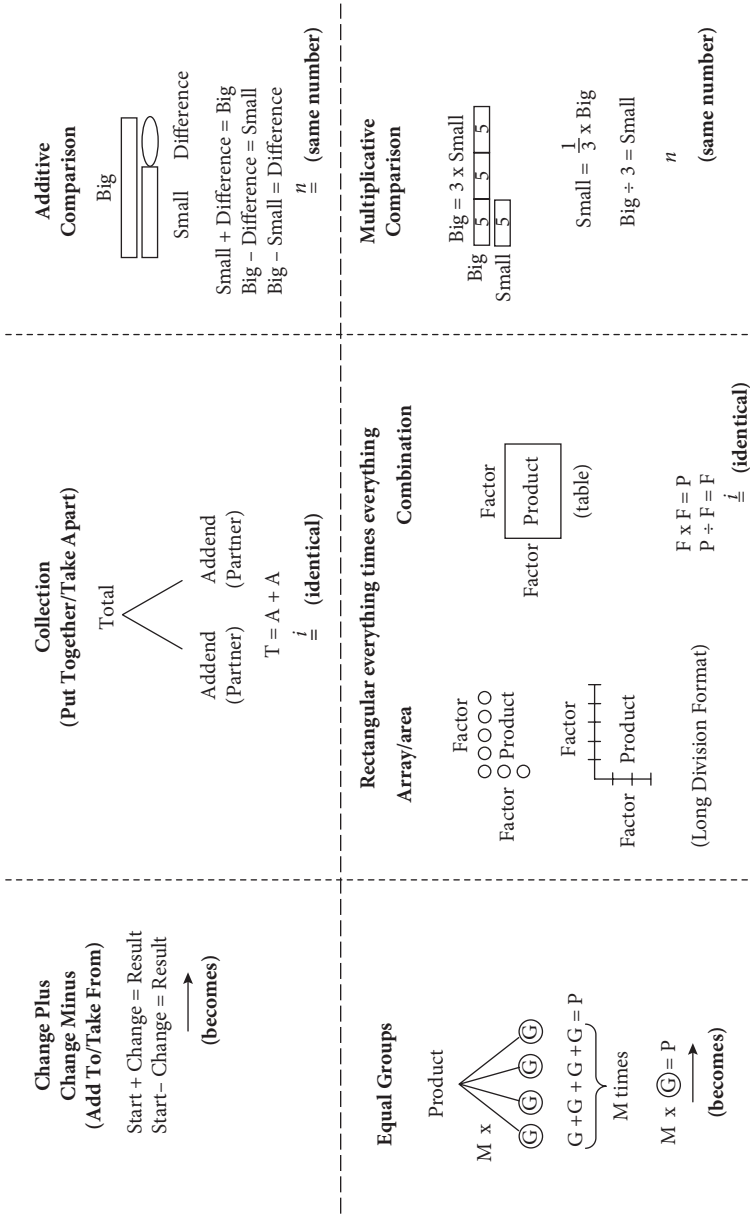 Change Plus
Change Minus
(Add To/Take From)
Start + Change = Result
Start− Change = Result
(becomes)
Collection
(Put Together/Take Apart)
Total
Addend Addend
(Partner) (Partner)
T = A + A
i
=
(identical)
Additive
Comparison
Big
Small Difference
Small + Difference = Big
Big − Difference = Small
Big − Small = Difference
n
=
(same number)
Equal Groups
Product
M x
G G G G
G +G + G + G = P
M times
M x G = P
(becomes)
Rectangular everything times everything
Array/area Combination
Factor
Factor Product
Factor
Factor Product
(Long Division Format)
Factor
Factor Product
(table)
F x F = P
P ÷ F = F
i
=
(identical)
Multiplicative
Comparison
Big = 3 x Small
Big 5 5 5
Small 5
Small = 1/3 x Big
Big ÷ 3 = Small
n
(same number)